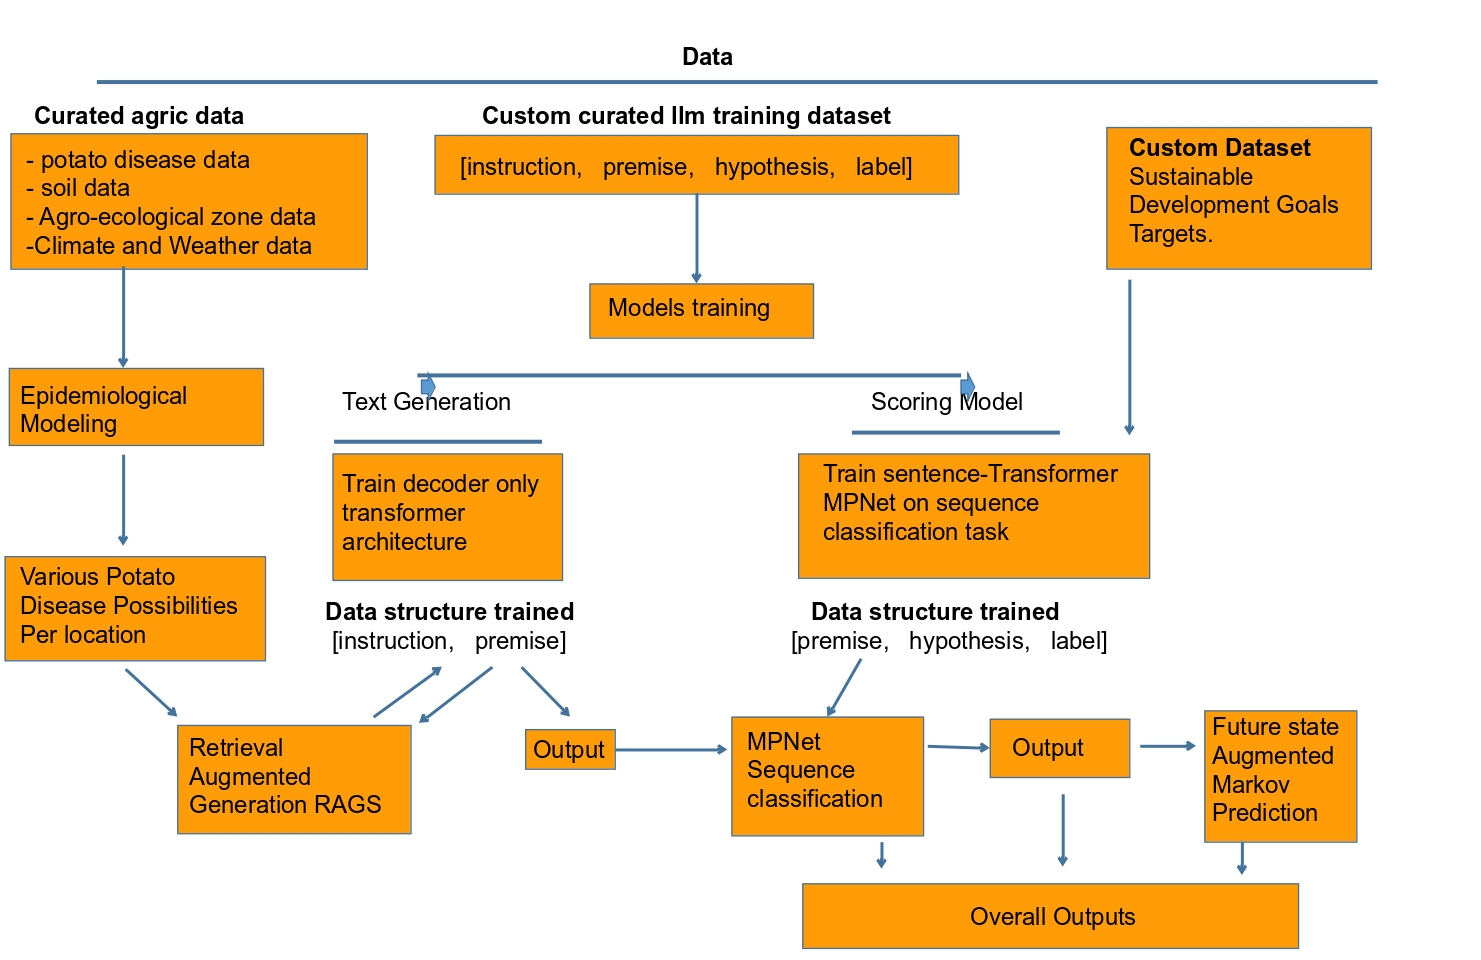 Data
Curated agric data
- potato disease data
- soil data
- Agro-ecological zone data
-Climate and Weather data
Custom curated llm training dataset
[instruction, premise, hypothesis, label]
Custom Dataset
Sustainable
Development Goals
Targets.
Models training
Epidemiological
Modeling
Text Generation
Scoring Model
Train decoder only
transformer
architecture
Train sentence-Transformer
MPNet on sequence
classification task
Various Potato
Disease Possibilities
Per location
Data structure trained
[instruction, premise]
Data structure trained
[premise, hypothesis, label]
Retrieval
Augmented
Generation RAGS
Output
MPNet
Sequence
classification
Output
Future state
Augmented
Markov
Prediction
Overall Outputs